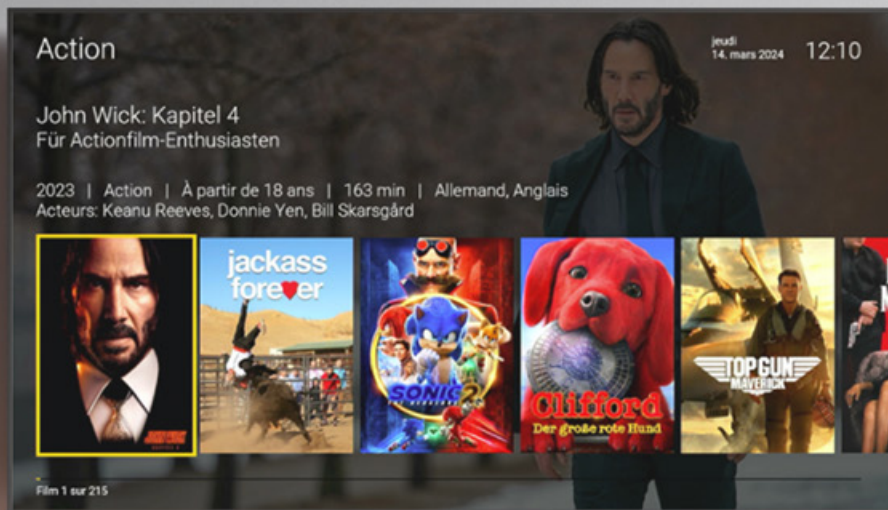 Action
jeudi
14. mars 2024
12:10
John Wick: Kapitel 4
Für Actionfilm-Enthusiasten
2023 | Action | À partir de 18 ans | 163 min | Allemand, Anglais
Acteurs: Keanu Reeves, Donnie Yen, Bill Skarsgård
jackass
forever
SONIC 2
Clifford
Der große rote Hund
TOP GUN
MAVERICK
Film 1 sur 215